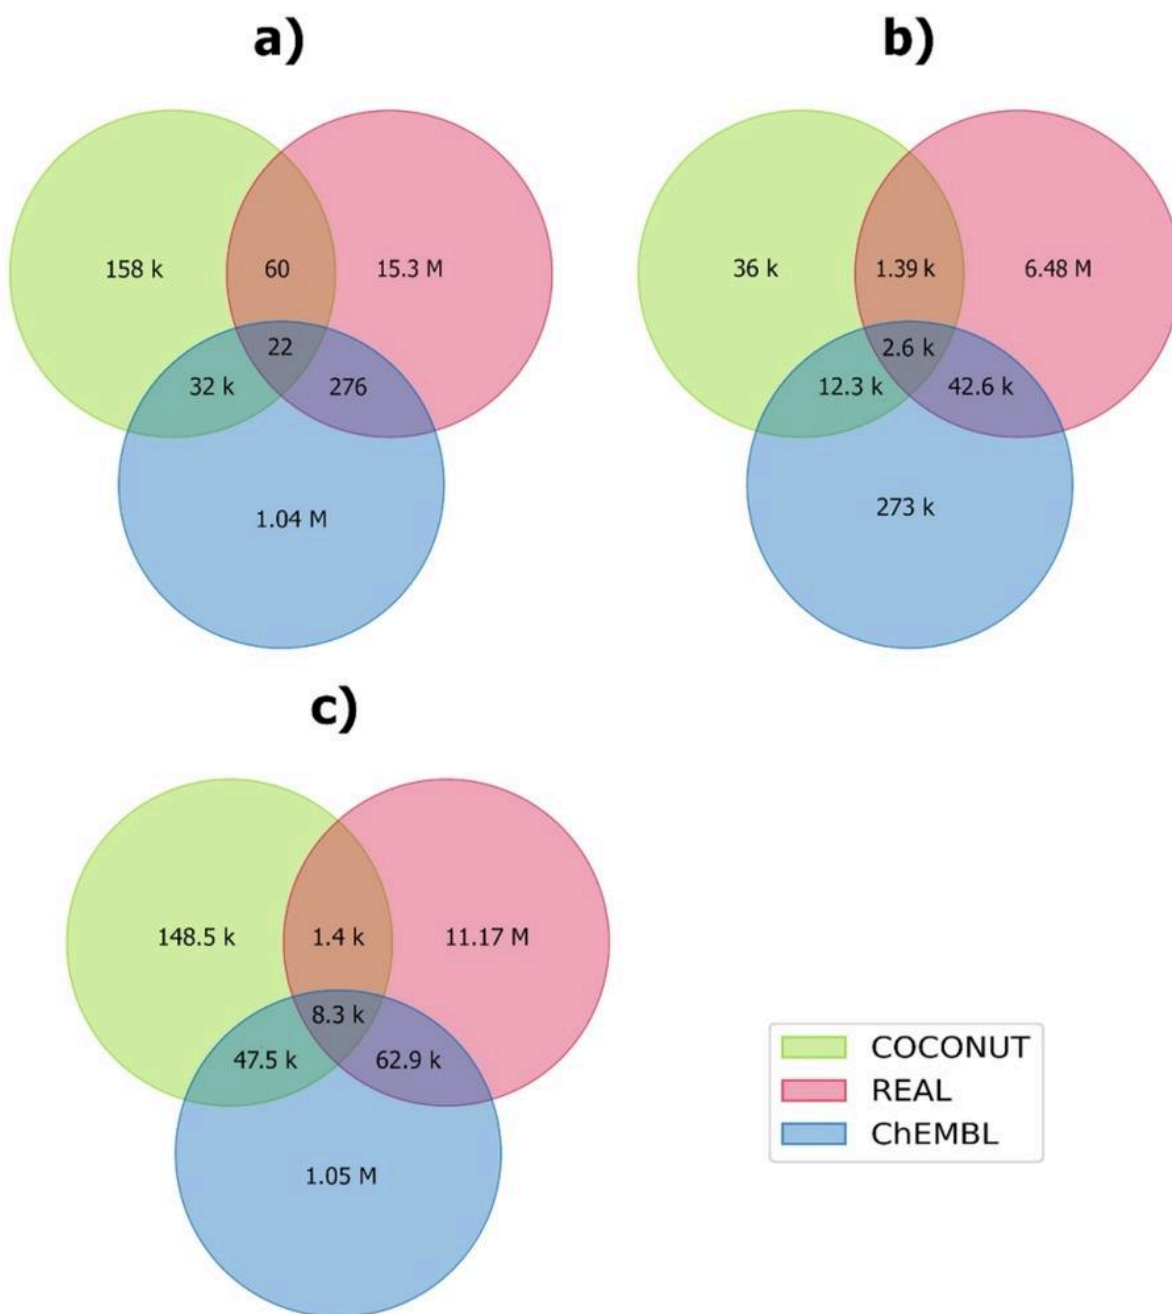 a)
158 k
60
15.3 M
22
32 k
276
1.04 M
b)
36 k
1.39 k
6.48 M
2.6 k
12.3 k
42.6 k
273 k
c)
148.5 k
1.4 k
11.17 M
8.3 k
47.5 k
62.9 k
1.05 M
COCONUT
REAL
ChEMBL